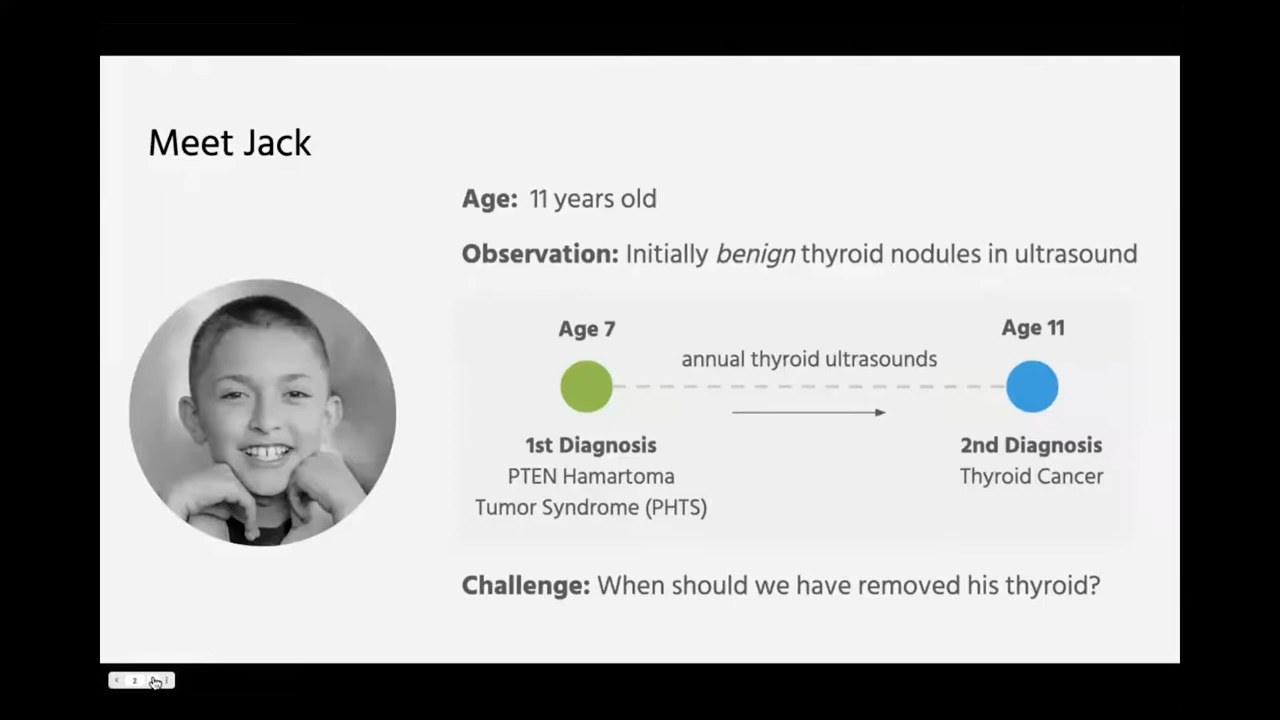 Meet Jack
Age: 11 years old
Observation: Initially benign thyroid nodules in ultrasound
Age 7
Age 11
annual thyroid ultrasounds
1st Diagnosis
PTEN Hamartoma
Tumor Syndrome (PHTS)
2nd Diagnosis
Thyroid Cancer
Challenge: When should we have removed his thyroid?
2